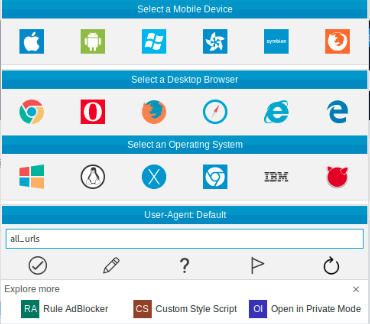 Select a Mobile Device
symbian
Select a Desktop Browser
Select an Operating System
IBM
User-Agent: Default
all_urls
?
Explore more ×
RA Rule AdBlocker CS Custom Style Script OI Open in Private Mode